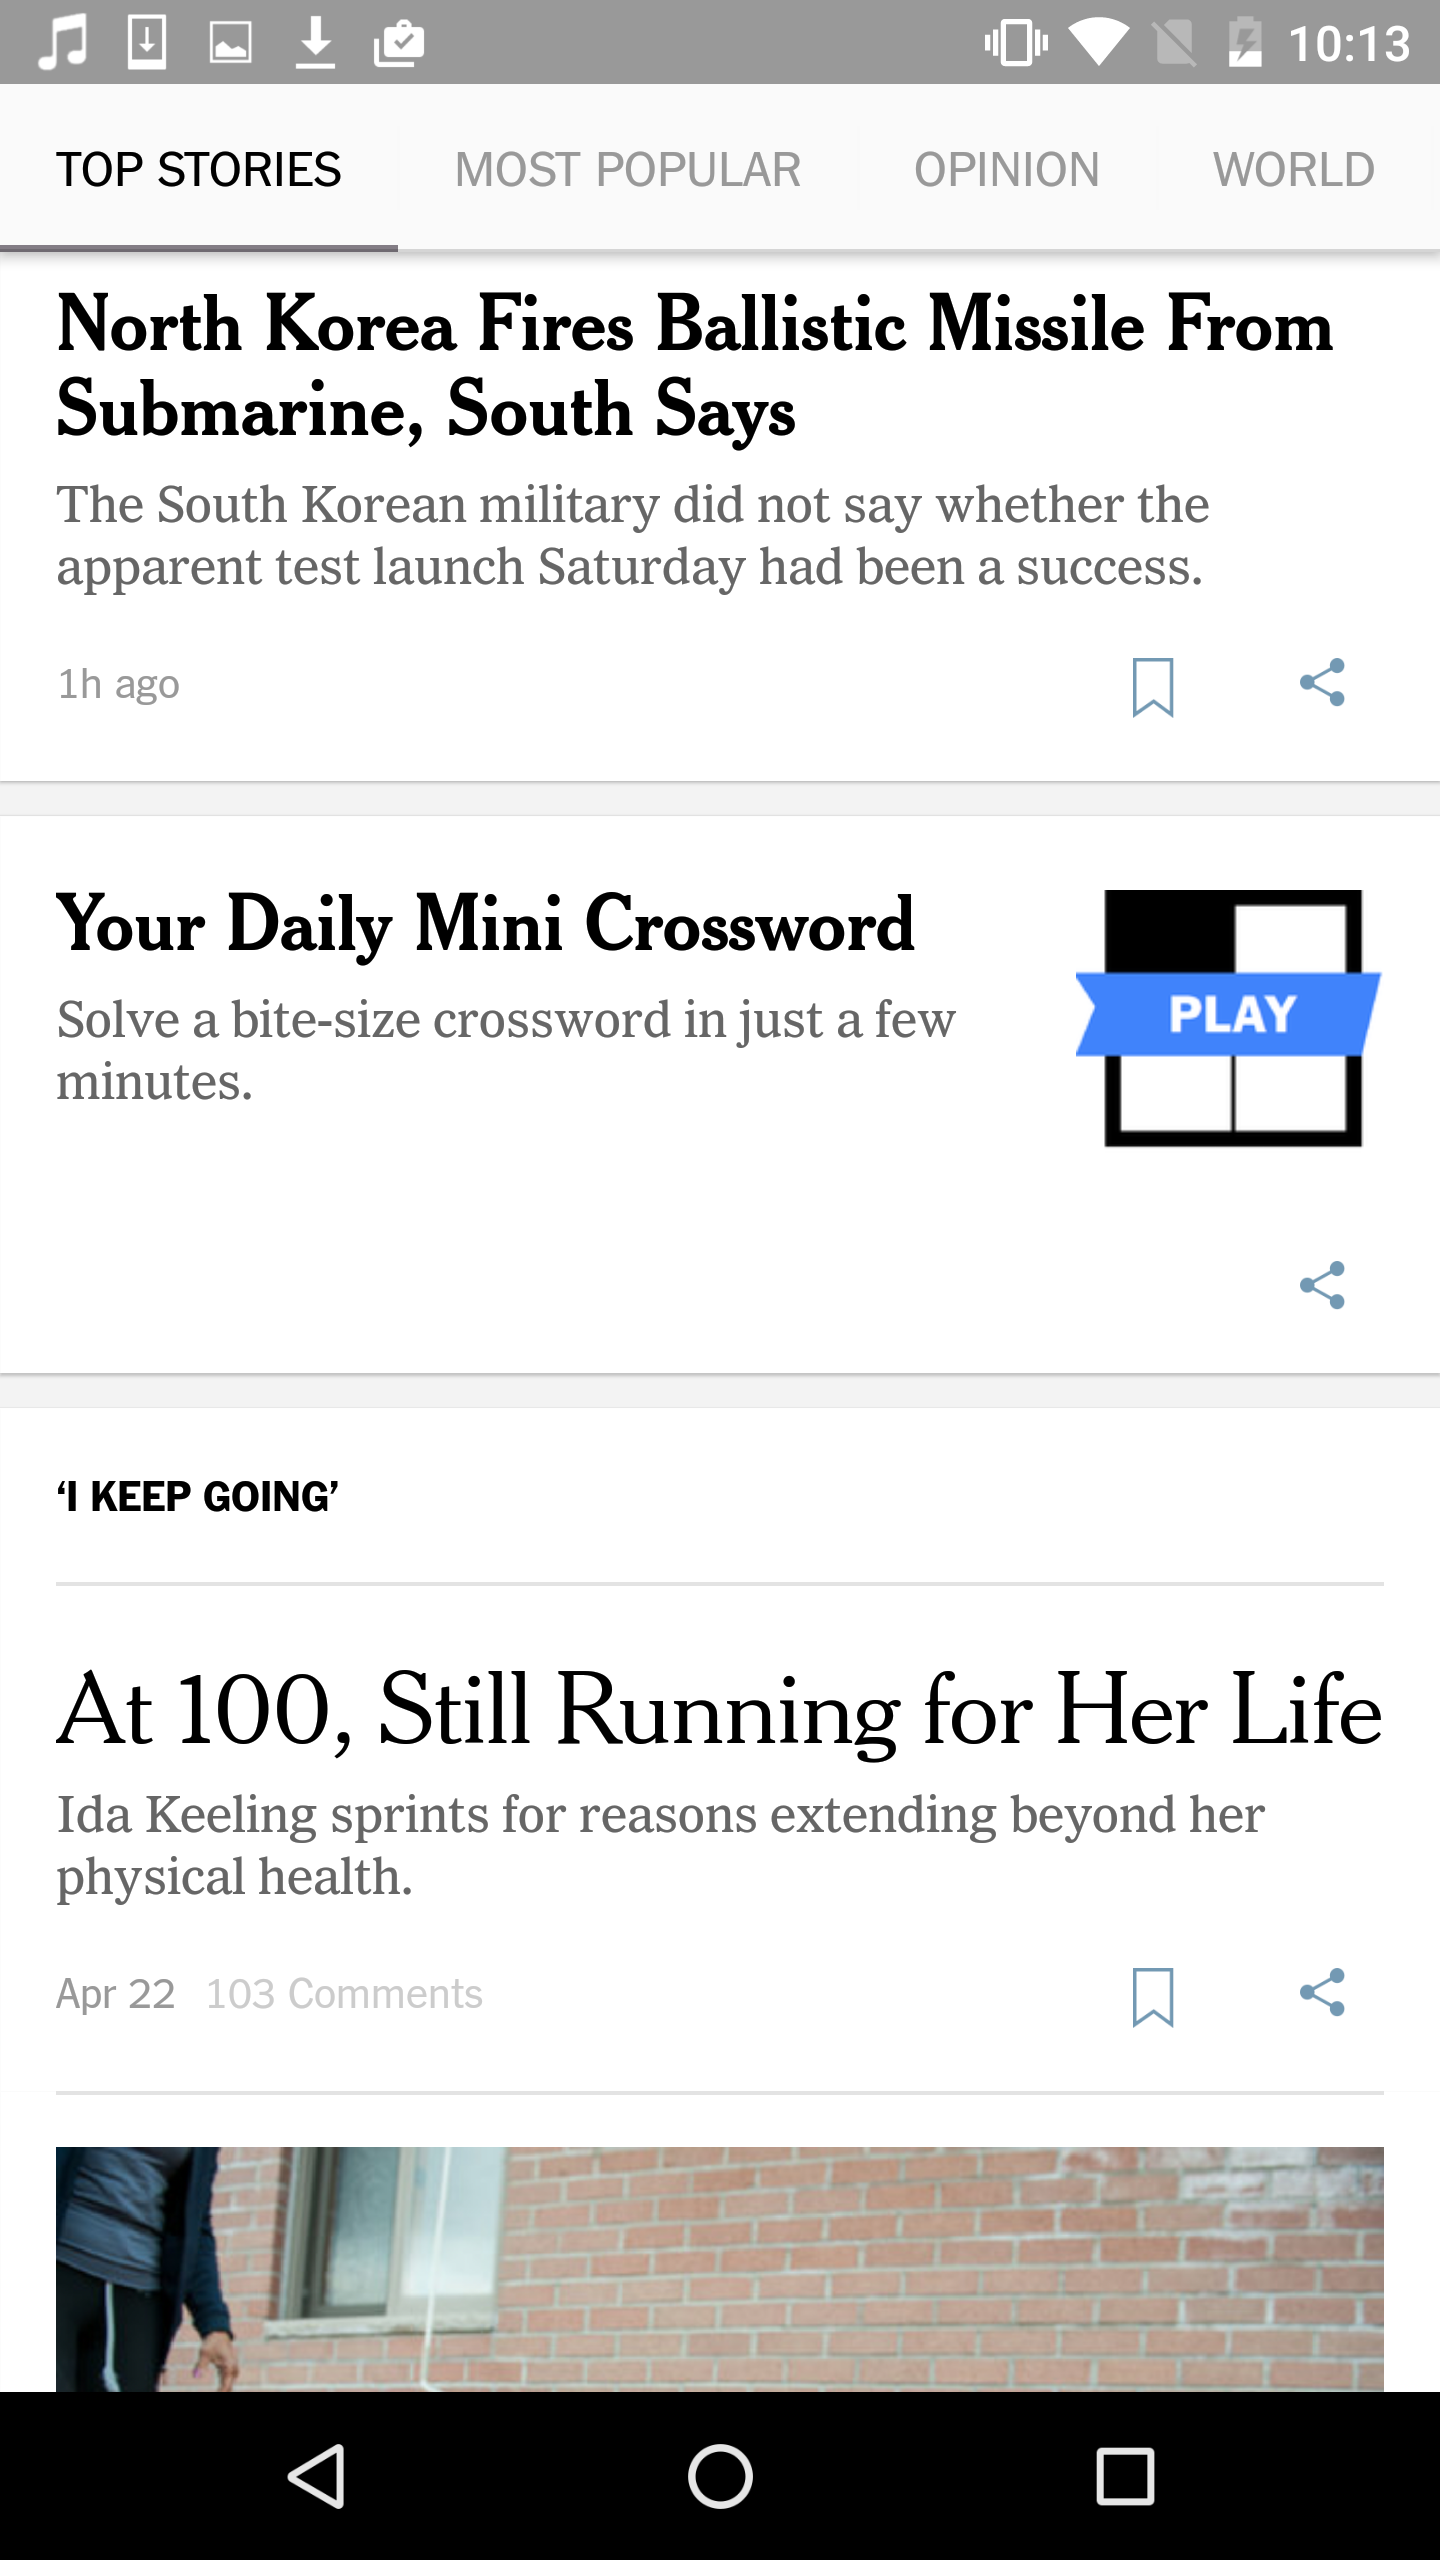 10:13
TOP STORIES
MOST POPULAR
OPINION
WORLD
North Korea Fires Ballistic Missile From
Submarine, South Says
The South Korean military did not say whether the
apparent test launch Saturday had been a success.
1h ago
Your Daily Mini Crossword
Solve a bite-size crossword in just a few
minutes.
PLAY
‘I KEEP GOING’
At 100, Still Running for Her Life
Ida Keeling sprints for reasons extending beyond her
physical health.
Apr 22 103 Comments